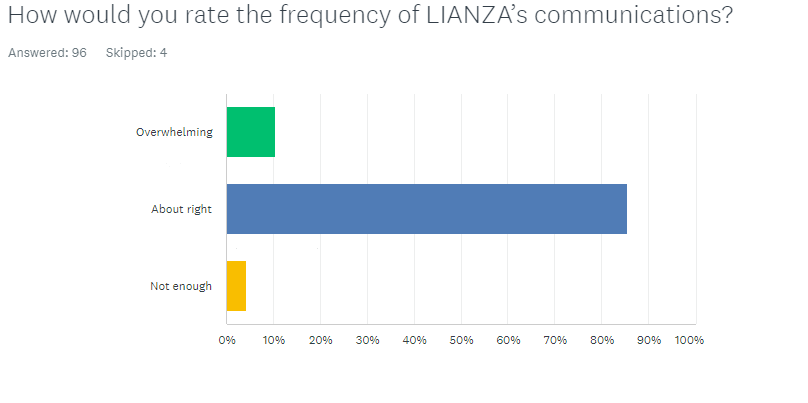 How would you rate the frequency of LIANZA’s communications?
Answered: 96 Skipped: 4
Overwhelming
About right
Not enough
0% 10% 20% 30% 40% 50% 60% 70% 80% 90% 100%